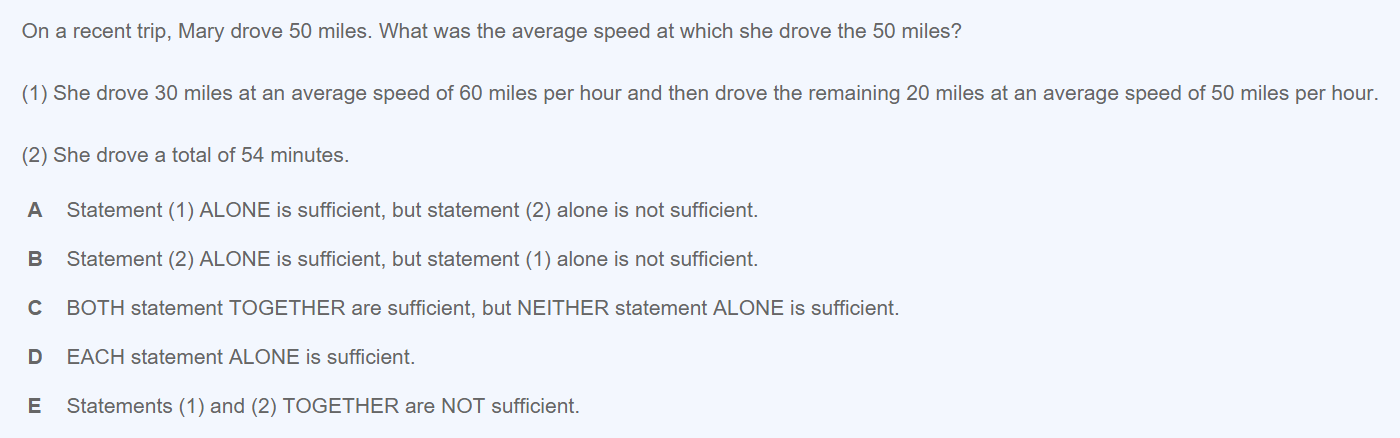 On a recent trip, Mary drove 50 miles. What was the average speed at which she drove the 50 miles?
(1) She drove 30 miles at an average speed of 60 miles per hour and then drove the remaining 20 miles at an average speed of 50 miles per hour.
(2) She drove a total of 54 minutes.
A Statement (1) ALONE is sufficient, but statement (2) alone is not sufficient.
B Statement (2) ALONE is sufficient, but statement (1) alone is not sufficient.
C BOTH statement TOGETHER are sufficient, but NEITHER statement ALONE is sufficient.
D EACH statement ALONE is sufficient.
E Statements (1) and (2) TOGETHER are NOT sufficient.